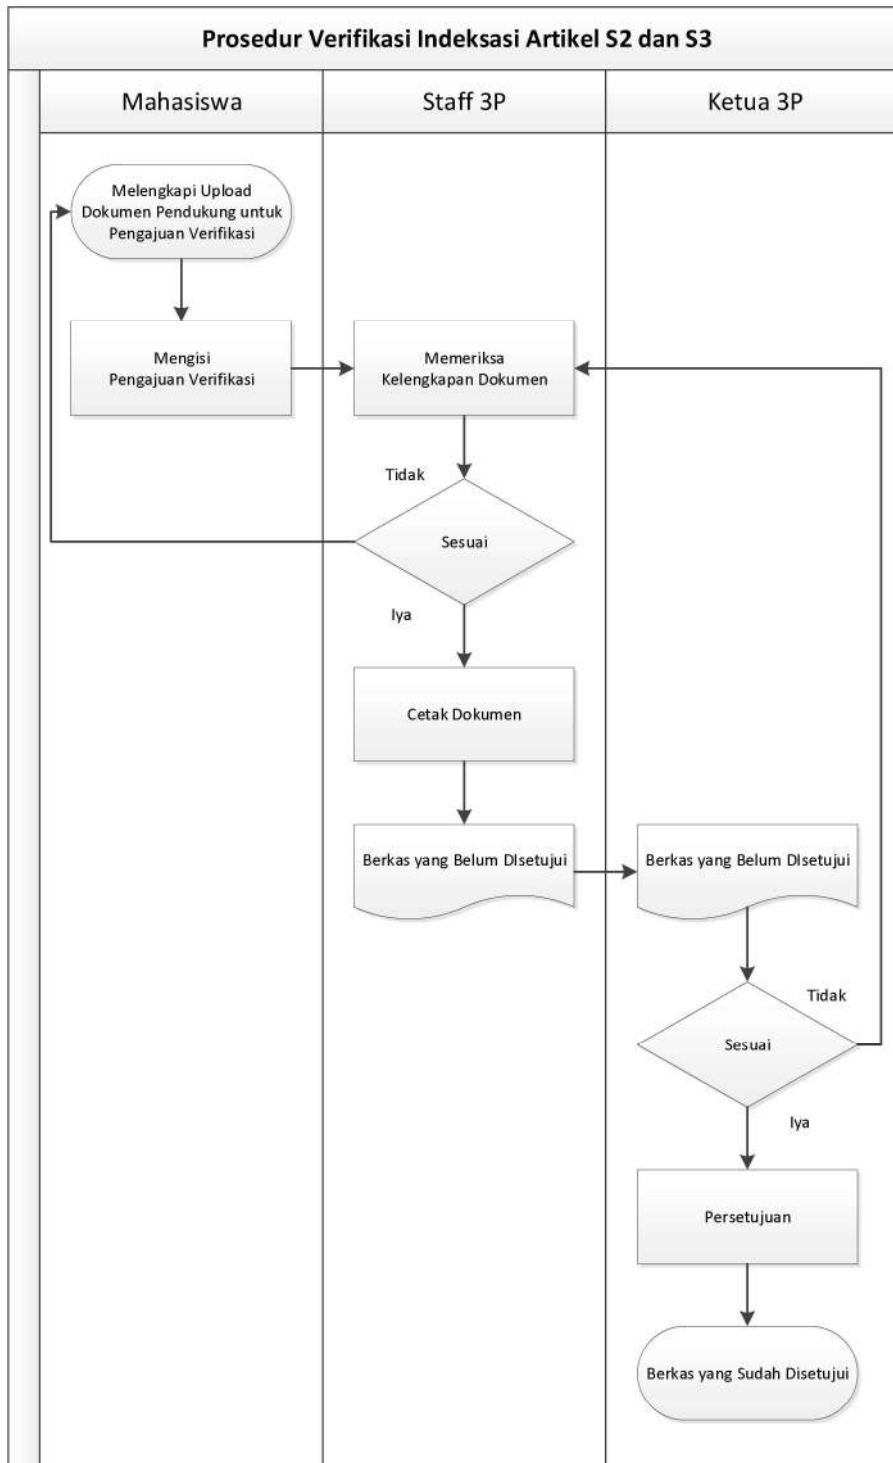 Prosedur Verifikasi Indeksasi Artikel S2 dan S3
Mahasiswa
Staff 3P
Ketua 3P
Melengkapi Upload
Dokumen Pendukung untuk
Pengajuan Verifikasi
Mengisi
Pengajuan Verifikasi
Memeriksa
Kelengkapan Dokumen
Tidak
Sesuai
Iya
Cetak Dokumen
Berkas yang Belum DIsetujui
Berkas yang Belum DIsetujui
Tidak
Sesuai
Iya
Persetujuan
Berkas yang Sudah Disetujui